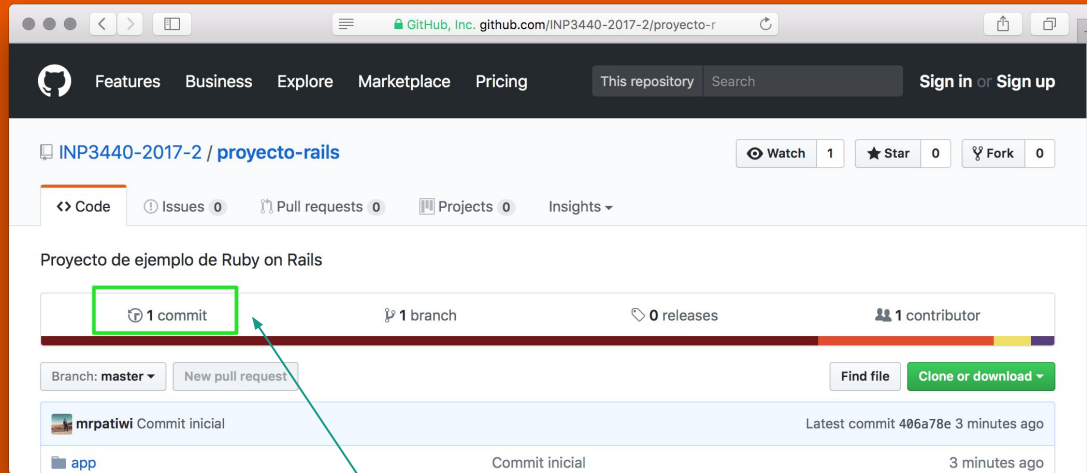 GitHub, Inc. github.com/INP3440-2017-2/proyecto-r
Features Business Explore Marketplace Pricing This repository Search Sign in or Sign up
INP3440-2017-2 / proyecto-rails Watch 1 Star 0 Fork 0
<> Code Issues 0 Pull requests 0 Projects 0 Insights
Proyecto de ejemplo de Ruby on Rails
1 commit 1 branch 0 releases 1 contributor
Branch: master New pull request Find file Clone or download
mrpatiwi Commit inicial Latest commit 406a78e 3 minutes ago
app Commit inicial 3 minutes ago